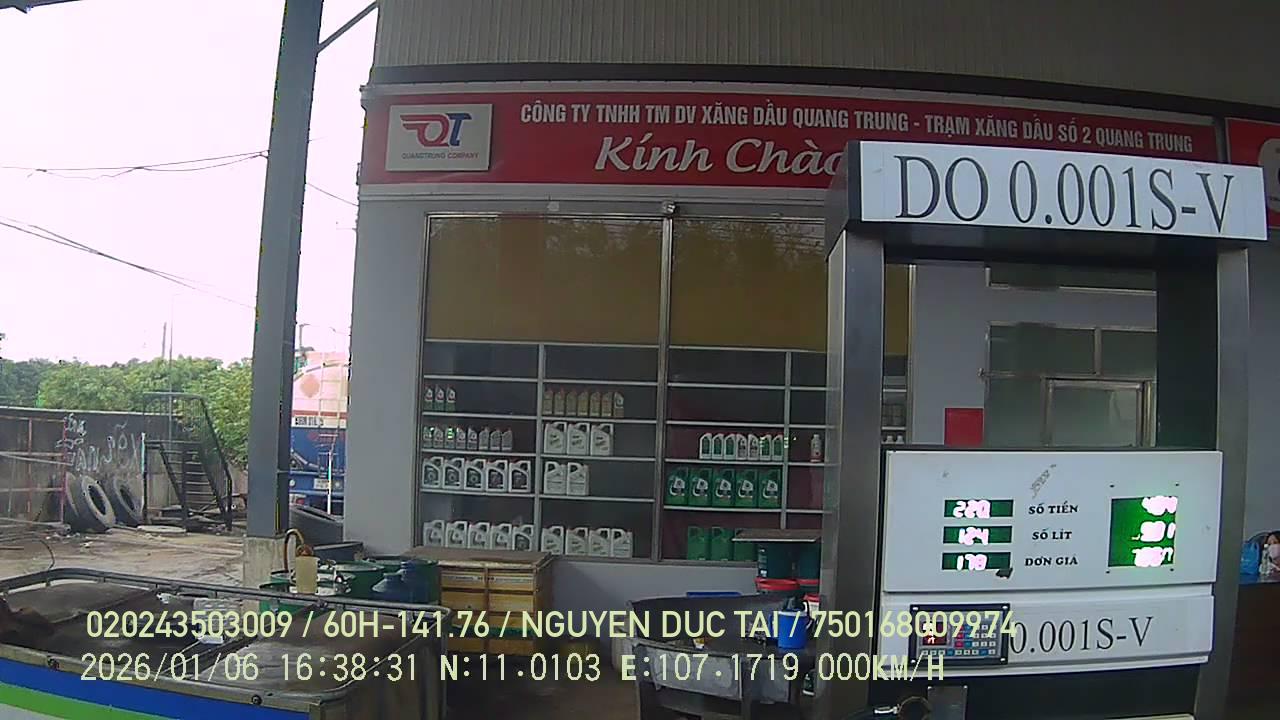 QT
QUANGTRUNG COMPANY
CÔNG TY TNHH TM DV XĂNG DẦU QUANG TRUNG - TRẠM XĂNG DẦU SỐ 2 QUANG TRUNG
Kính Chào
DO 0.001S-V
SỐ TIỀN
SỐ LÍT
ĐƠN GIÁ
0.001S-V
020243503009 / 60H-141.76 / NGUYEN DUC TAI / 750168009974
2026/01/06 16:38:31 N:11.0103 E:107.1719 000KM/H